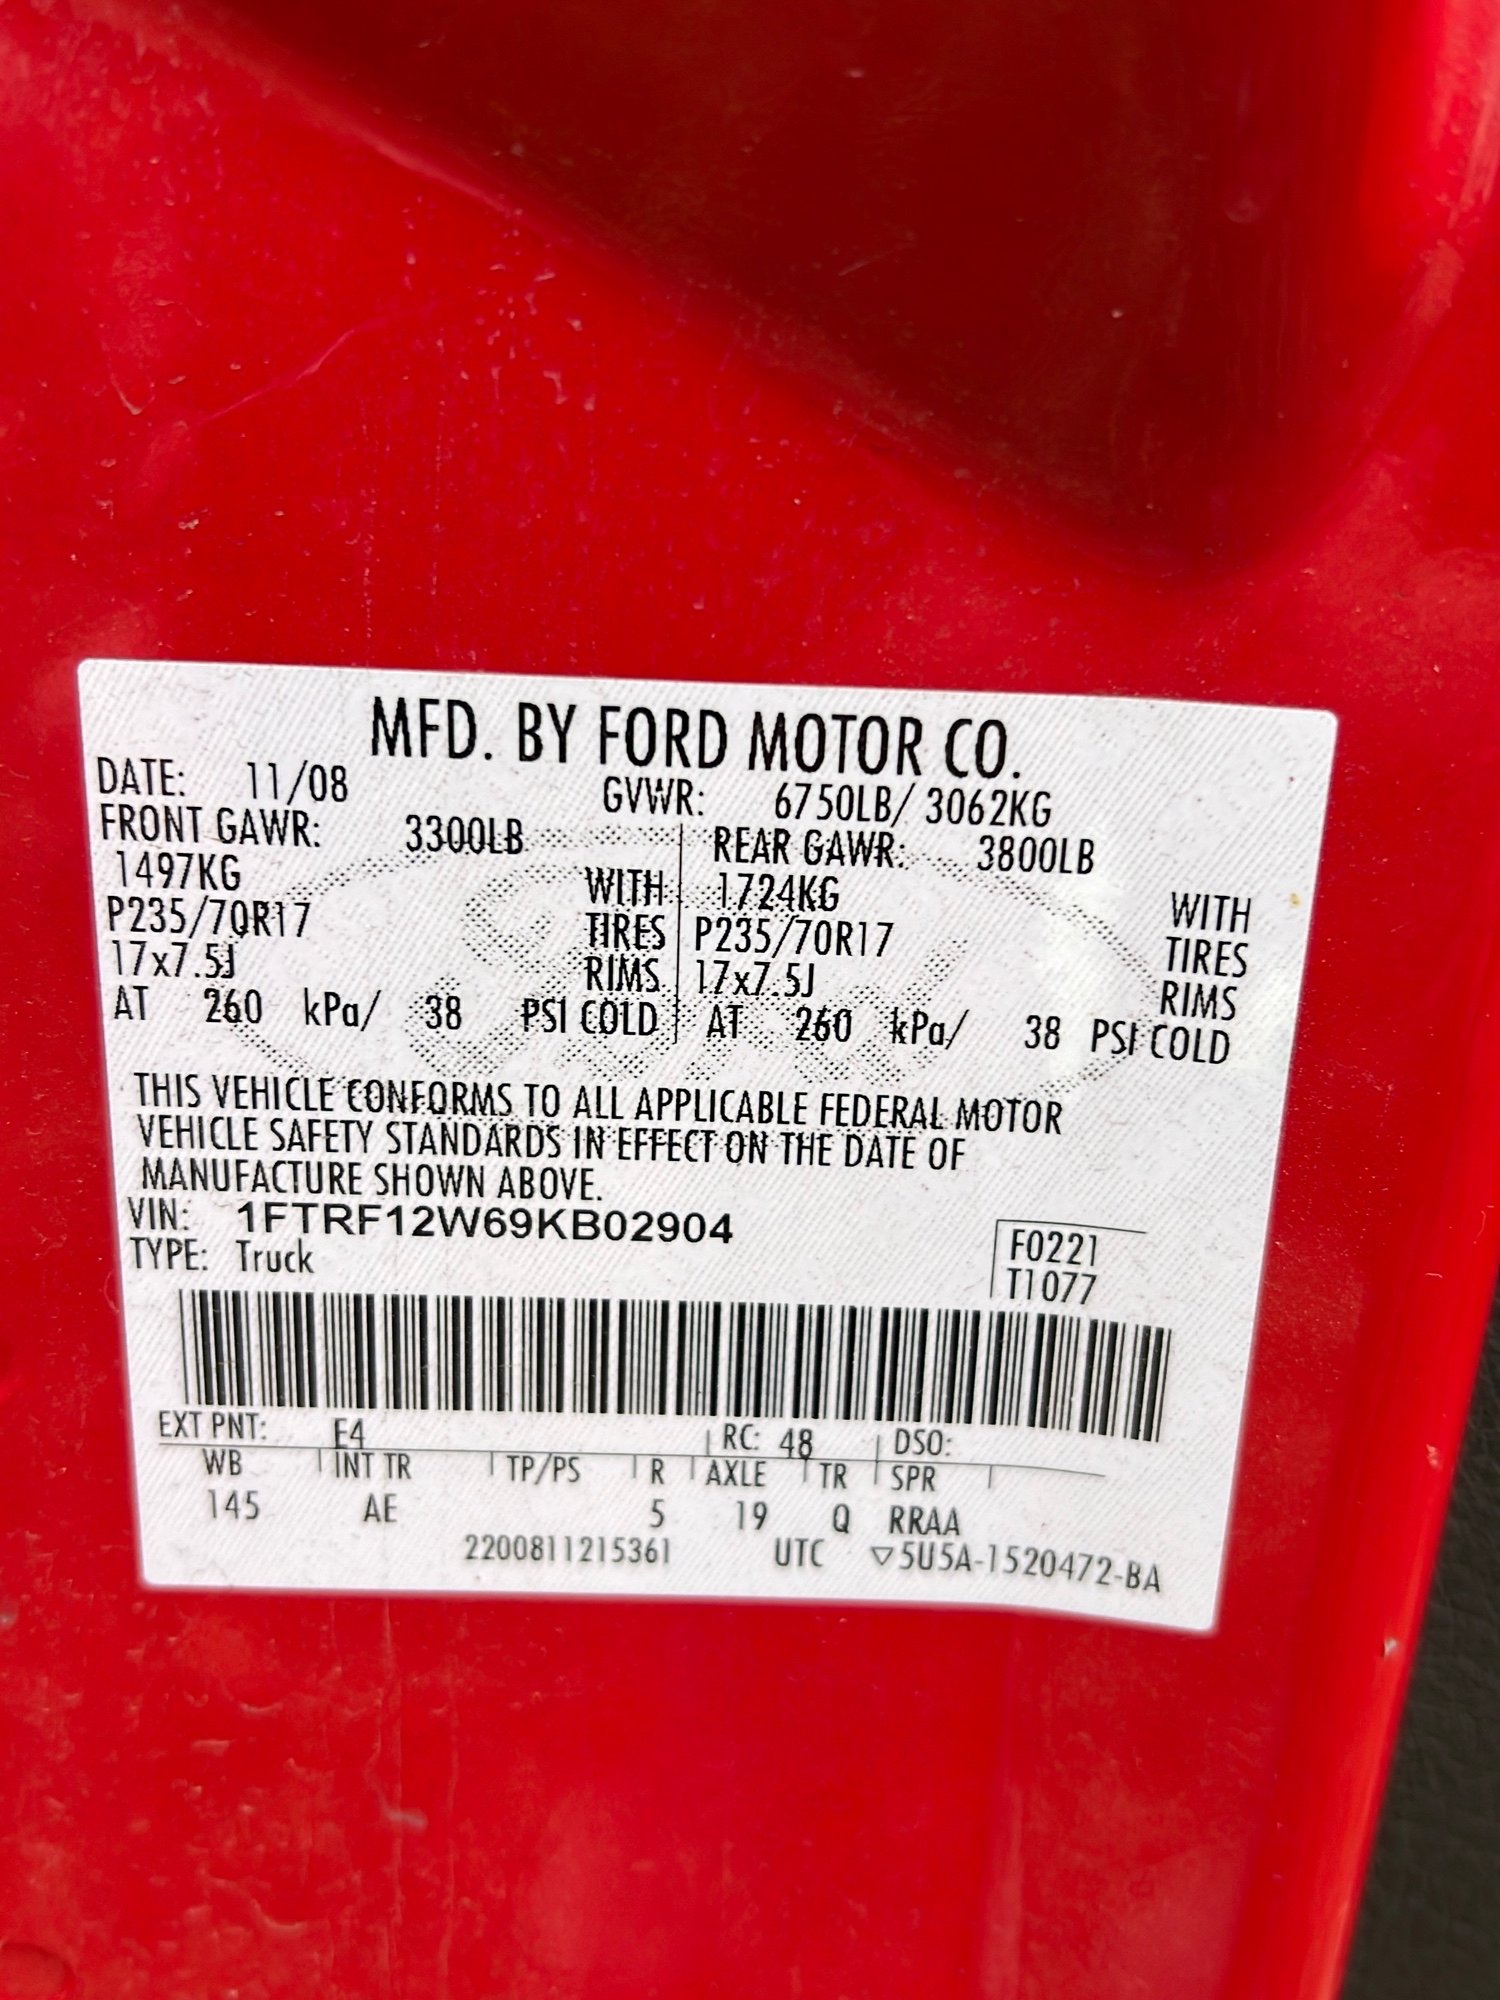 MFD. BY FORD MOTOR CO.
DATE: 11/08 GVWR: 6750LB/ 3062KG
FRONT GAWR: 3300LB REAR GAWR: 3800LB
1497KG WITH 1724KG WITH
P235/70R17 TIRES P235/70R17 TIRES
17x7.5J RIMS 17x7.5J RIMS
AT 260 kPa/ 38 PSI COLD AT 260 kPa/ 38 PSI COLD
THIS VEHICLE CONFORMS TO ALL APPLICABLE FEDERAL MOTOR
VEHICLE SAFETY STANDARDS IN EFFECT ON THE DATE OF
MANUFACTURE SHOWN ABOVE.
VIN: 1FTRF12W69KB02904
TYPE: Truck
F0221
T1077
EXT PNT: E4 RC: 48 DSO:
WB INT TR TP/PS R AXLE TR SPR
145 AE 5 19 Q RRAA
2200811215361 UTC ▽5U5A-1520472-BA